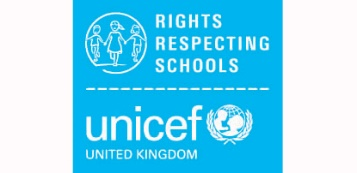 RIGHTS
RESPECTING
SCHOOLS
unicef
UNITED KINGDOM